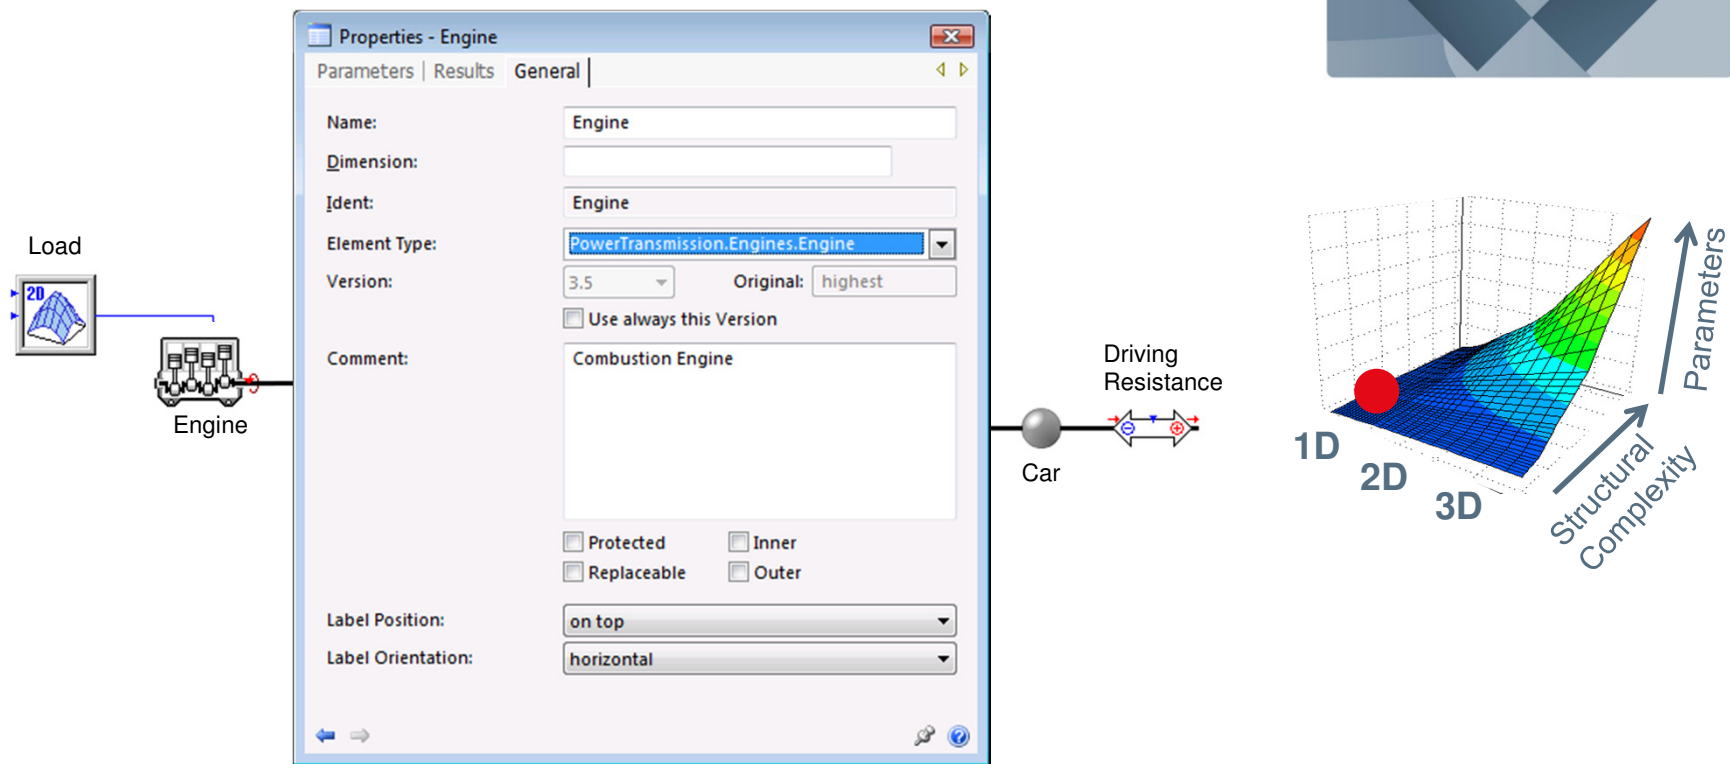 Properties - Engine
Parameters | Results General
Name: Engine
Dimension:
Ident: Engine
Element Type: PowerTransmission.Engines.Engine
Version: 3.5 Original: highest
Use always this Version
Comment: Combustion Engine
Protected Inner
Replaceable Outer
Label Position: on top
Label Orientation: horizontal
Load
2D
Engine
Driving
Resistance
Car
1D
2D
3D
Structural
Complexity
Parameters